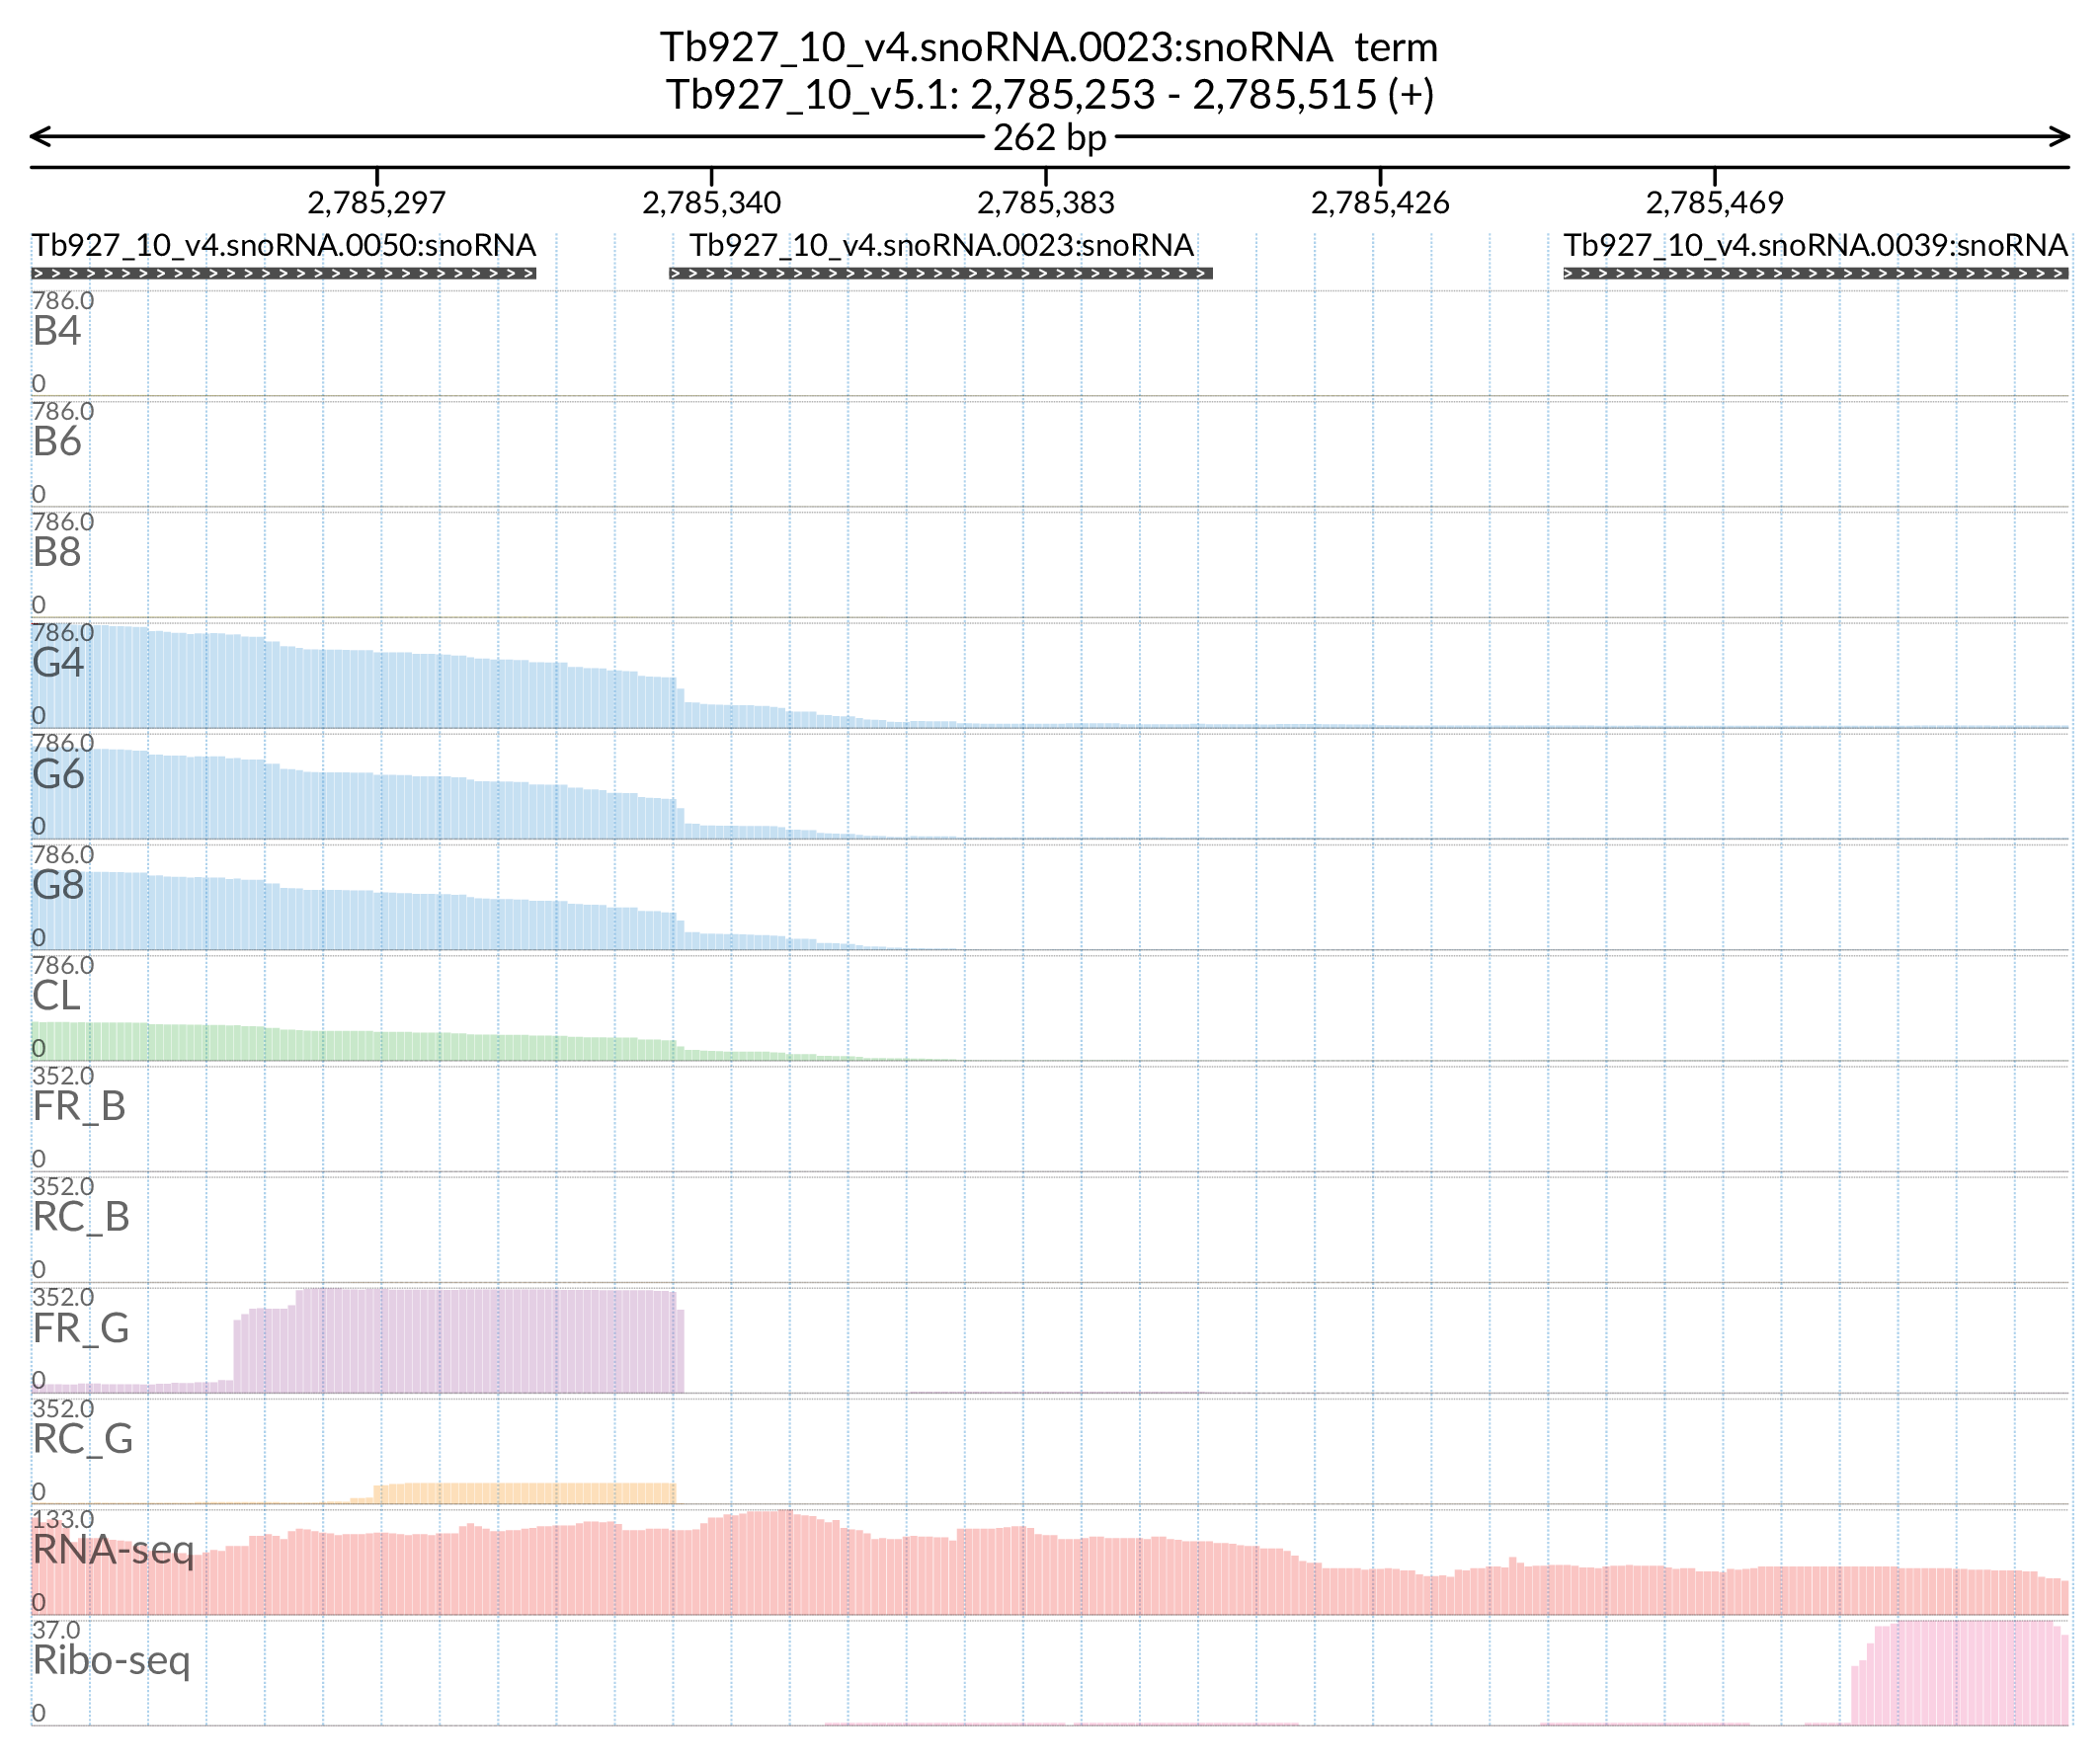 Tb927_10_v4.snoRNA.0023:snoRNA term
Tb927_10_v5.1: 2,785,253 - 2,785,515 (+)
262 bp
2,785,297 2,785,340 2,785,383 2,785,426 2,785,469
Tb927_10_v4.snoRNA.0050:snoRNA Tb927_10_v4.snoRNA.0023:snoRNA Tb927_10_v4.snoRNA.0039:snoRNA
786.0
B4
0
786.0
B6
0
786.0
B8
0
786.0
G4
0
786.0
G6
0
786.0
G8
0
786.0
CL
0
352.0
FR_B
0
352.0
RC_B
0
352.0
FR_G
0
352.0
RC_G
0
133.0
RNA-seq
0
37.0
Ribo-seq
0